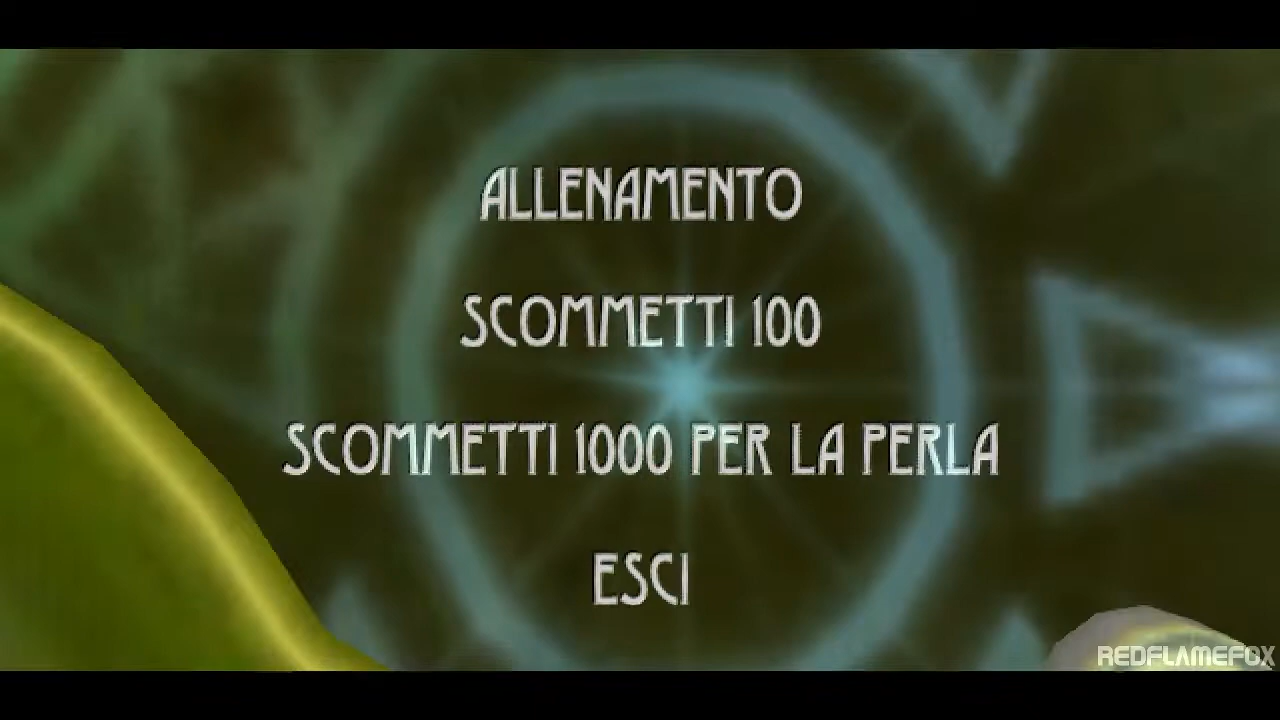 ALLENAMENTO
SCOMMETTI 100
SCOMMETTI 1000 PER LA PERLA
ESCI
REDFLAMEFOX